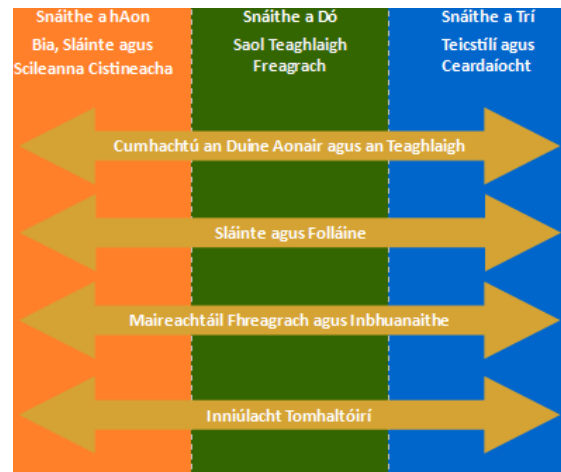 Snáithe a hAon
Bia, Sláinte agus
Scileanna Cistineacha
Snáithe a Dó
Saol Teaghlaigh
Freagrach
Snáithe a Trí
Teicstílí agus
Ceardaíocht
Cumhachtú an Duine Aonair agus an Teaghlaigh
Sláinte agus Folláine
Maireachtáil Fhreagrach agus Inbhuanaithe
Inniúlacht Tomhaltóirí